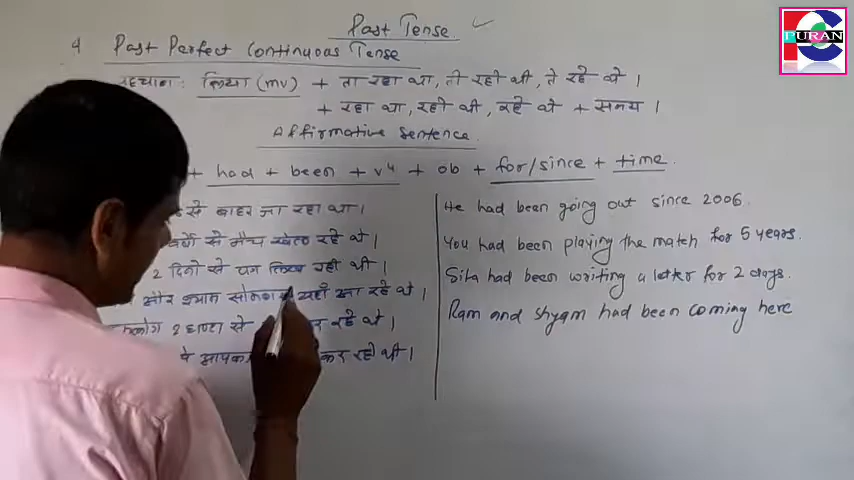 Past Tense
PURAN
4 Past Perfect Continuous Tense
पहचान: क्रिया (mv) + ता रहा था, ती रही थी, ते रहे थे।
+ रहा था, रही थी, रहे थे + समय।
Affirmative Sentence
+ had + been + v4 + ob + for/since + time.
से बाहर जा रहा था। He had been going out since 2006.
से मैच खेल रहे थे। You had been playing the match for 5 years.
2 दिनों से पत्र लिख रही थी। Sita had been writing a letter for 2 days.
और श्याम यहाँ आ रहे थे। Ram and Shyam had been coming here
2 घण्टा से रहे थे।
कर रही थी।